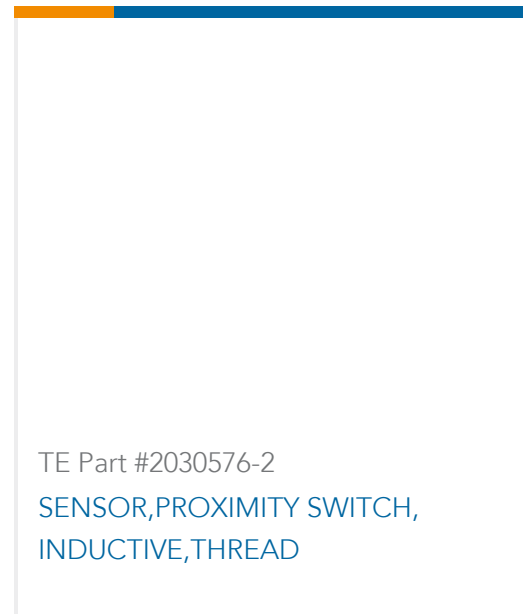 TE Part #2030576-2
SENSOR,PROXIMITY SWITCH,
INDUCTIVE,THREAD